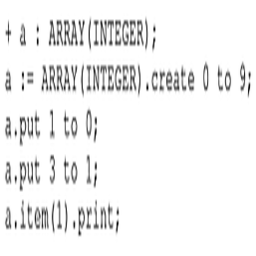 + a : ARRAY(INTEGER);
a := ARRAY(INTEGER).create 0 to 9;
a.put 1 to 0;
a.put 3 to 1;
a.item(1).print;